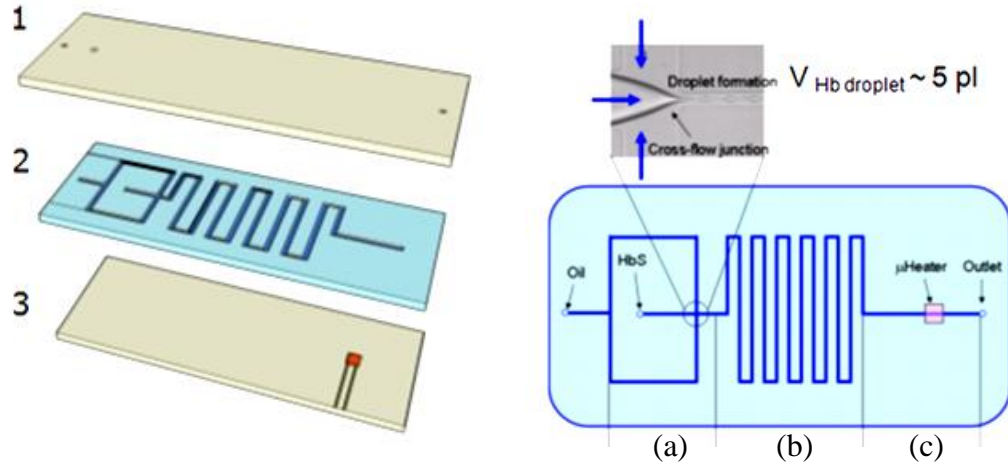 1
2
3
Droplet formation
Cross-flow junction
V Hb droplet ~ 5 pl
Oil
HbS
μHeater
Outlet
(a)
(b)
(c)